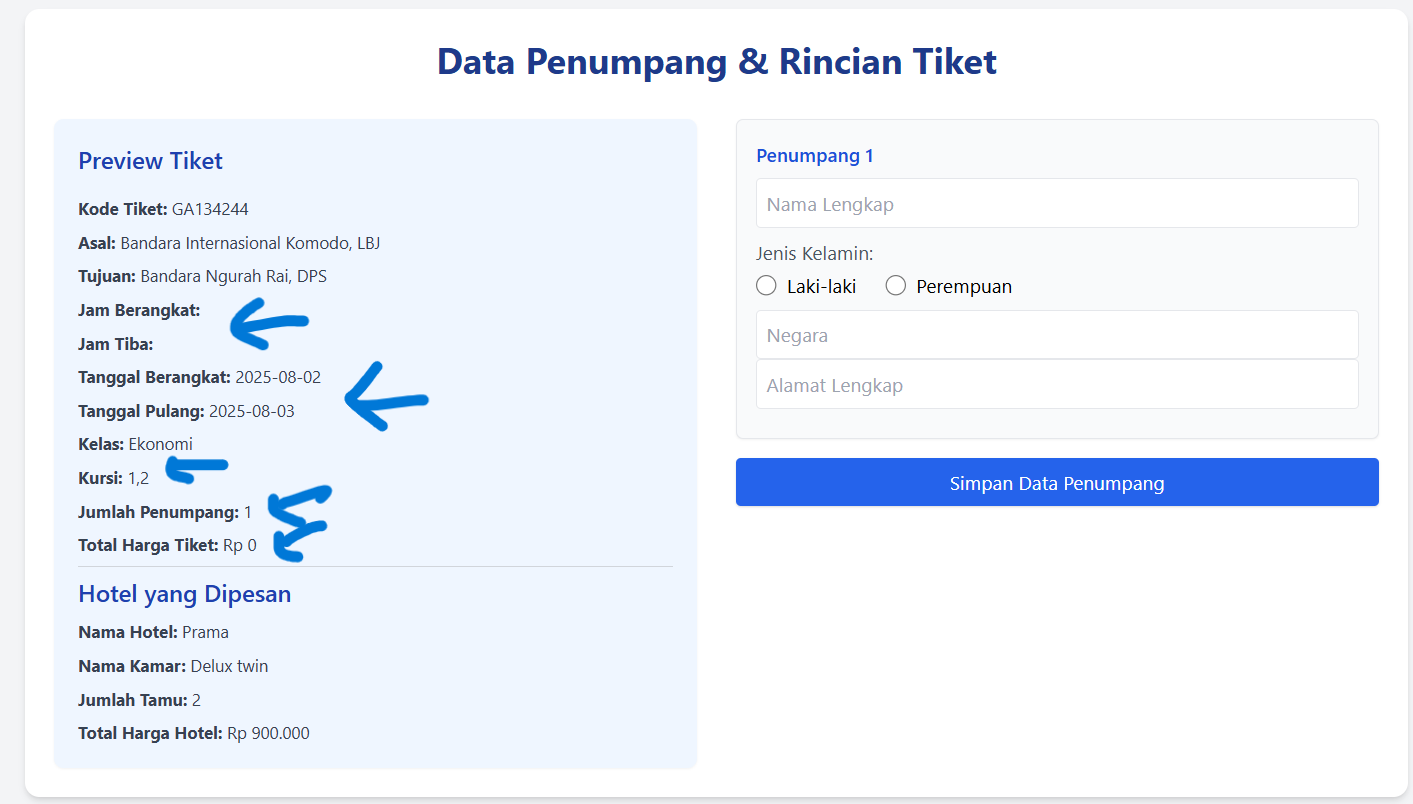 Data Penumpang & Rincian Tiket
Preview Tiket
Kode Tiket: GA134244
Asal: Bandara Internasional Komodo, LBJ
Tujuan: Bandara Ngurah Rai, DPS
Jam Berangkat:
Jam Tiba:
Tanggal Berangkat: 2025-08-02
Tanggal Pulang: 2025-08-03
Kelas: Ekonomi
Kursi: 1,2
Jumlah Penumpang: 1
Total Harga Tiket: Rp 0
Hotel yang Dipesan
Nama Hotel: Prama
Nama Kamar: Delux twin
Jumlah Tamu: 2
Total Harga Hotel: Rp 900.000
Penumpang 1
Nama Lengkap
Jenis Kelamin:
Laki-laki Perempuan
Negara
Alamat Lengkap
Simpan Data Penumpang